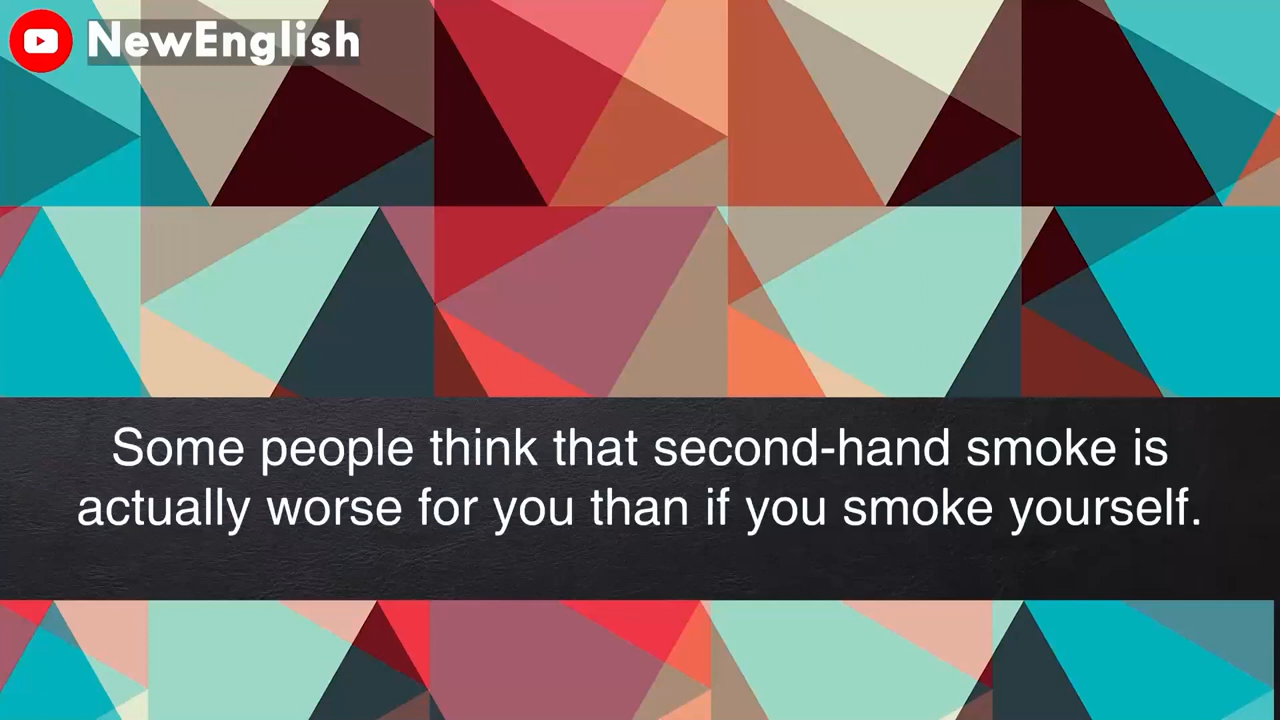 NewEnglish
Some people think that second-hand smoke is
actually worse for you than if you smoke yourself.